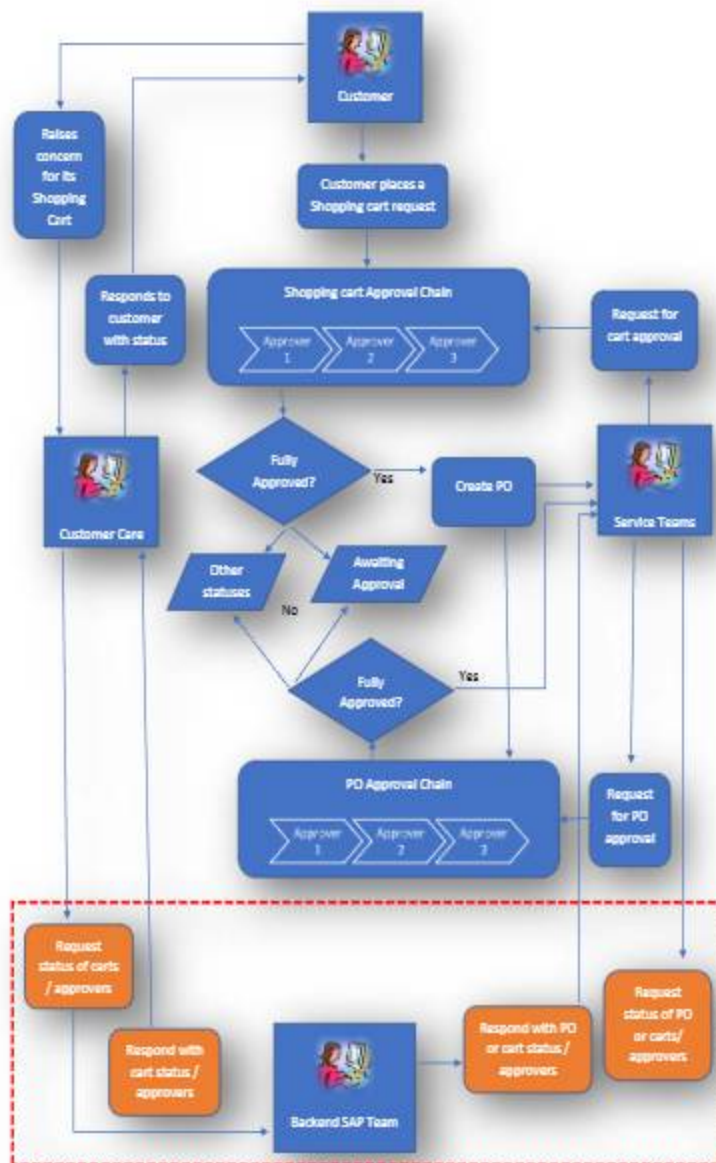 Customer
Raises
concern
for its
Shopping
Cart
Customer places a
Shopping cart request
Responds to
customer
with status
Shopping cart Approval Chain
Approver
1
Approver
2
Approver
3
Request for
cart approval
Customer Care
Fully
Approved?
Yes
Create PO
Service Teams
Other
statuses
Awaiting
Approval
No
Fully
Approved?
Yes
PO Approval Chain
Approver
1
Approver
2
Approver
3
Request
for PO
approval
Request
status of carts
/ approvers
Respond with
cart status /
approvers
Backend SAP Team
Respond with PO
or cart status /
approvers
Request
status of PO
or carts/
approvers